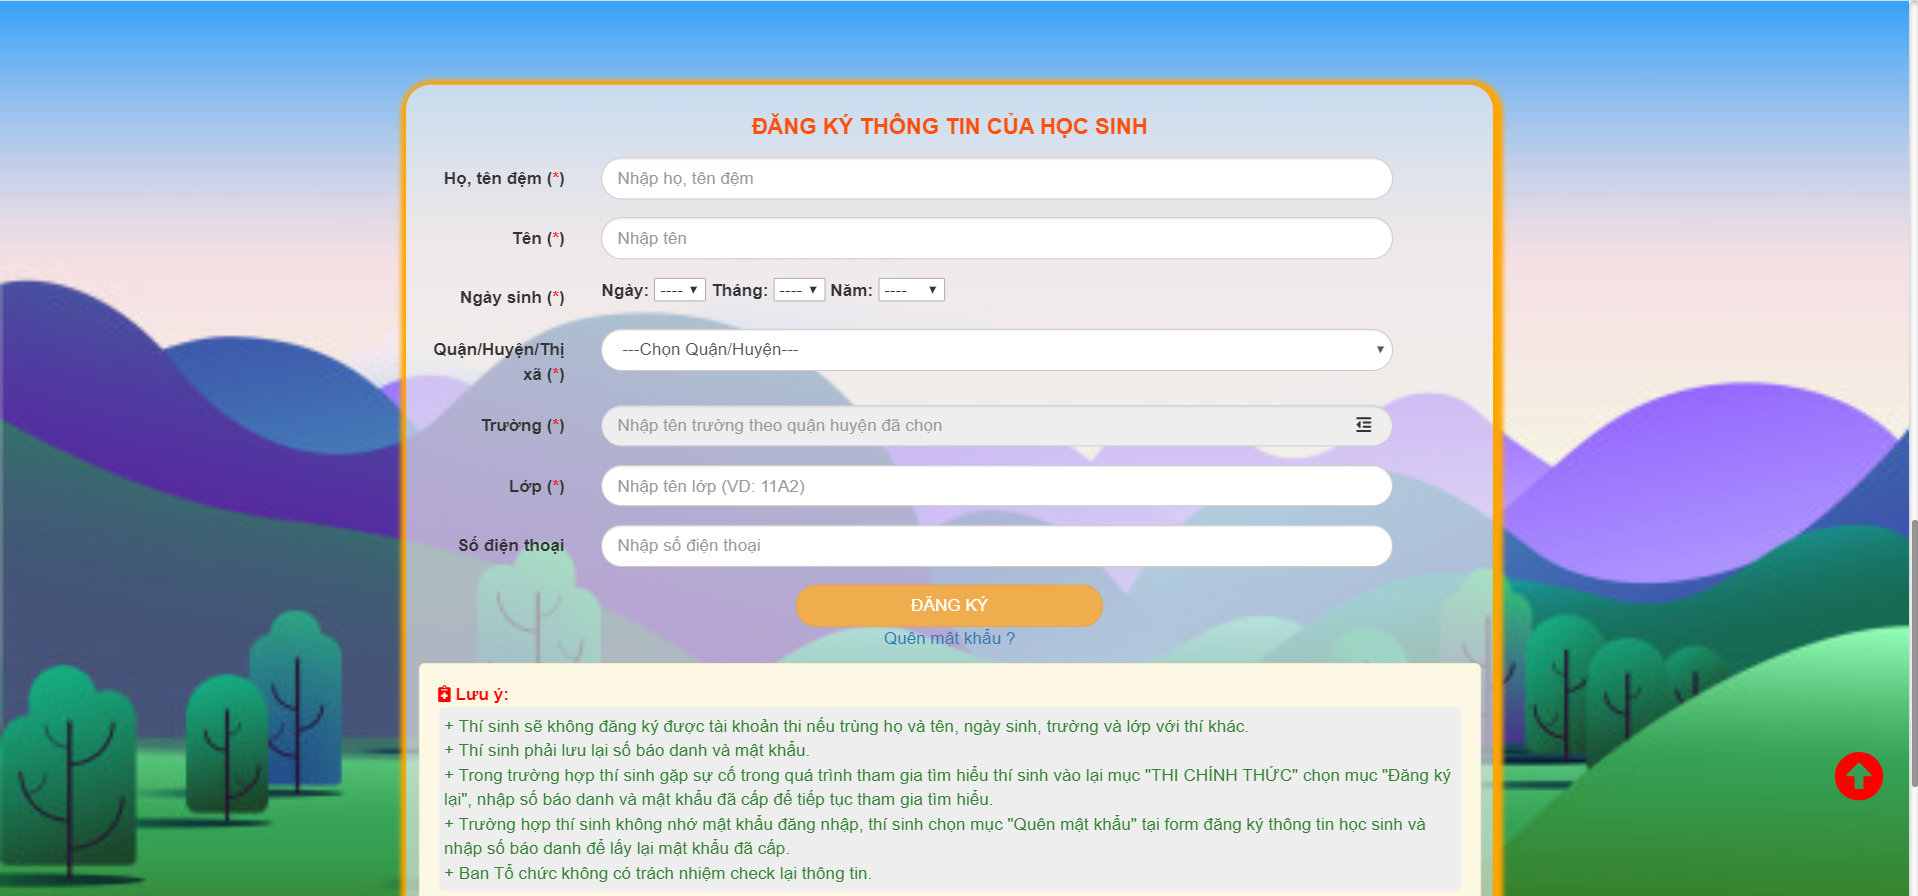 ĐĂNG KÝ THÔNG TIN CỦA HỌC SINH
Họ, tên đệm (*)
Nhập họ, tên đệm
Tên (*)
Nhập tên
Ngày sinh (*)
Ngày: ---- Tháng: ---- Năm: ----
Quận/Huyện/Thị
xã (*)
---Chọn Quận/Huyện---
Trường (*)
Nhập tên trường theo quận huyện đã chọn
Lớp (*)
Nhập tên lớp (VD: 11A2)
Số điện thoại
Nhập số điện thoại
ĐĂNG KÝ
Quên mật khẩu ?
Lưu ý:
+ Thí sinh sẽ không đăng ký được tài khoản thi nếu trùng họ và tên, ngày sinh, trường và lớp với thí khác.
+ Thí sinh phải lưu lại số báo danh và mật khẩu.
+ Trong trường hợp thí sinh gặp sự cố trong quá trình tham gia tìm hiểu thí sinh vào lại mục "THI CHÍNH THỨC" chọn mục "Đăng ký
lại", nhập số báo danh và mật khẩu đã cấp để tiếp tục tham gia tìm hiểu.
+ Trường hợp thí sinh không nhớ mật khẩu đăng nhập, thí sinh chọn mục "Quên mật khẩu" tại form đăng ký thông tin học sinh và
nhập số báo danh để lấy lại mật khẩu đã cấp.
+ Ban Tổ chức không có trách nhiệm check lại thông tin.